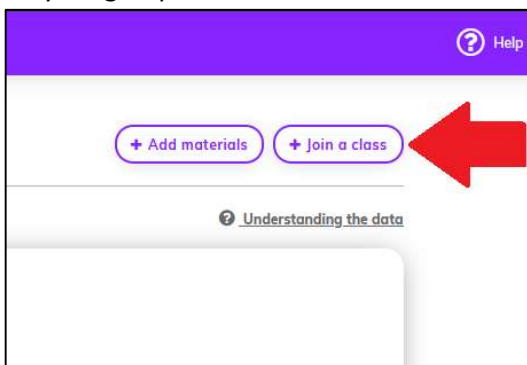 ? Help
+ Add materials + Join a class
? Understanding the data